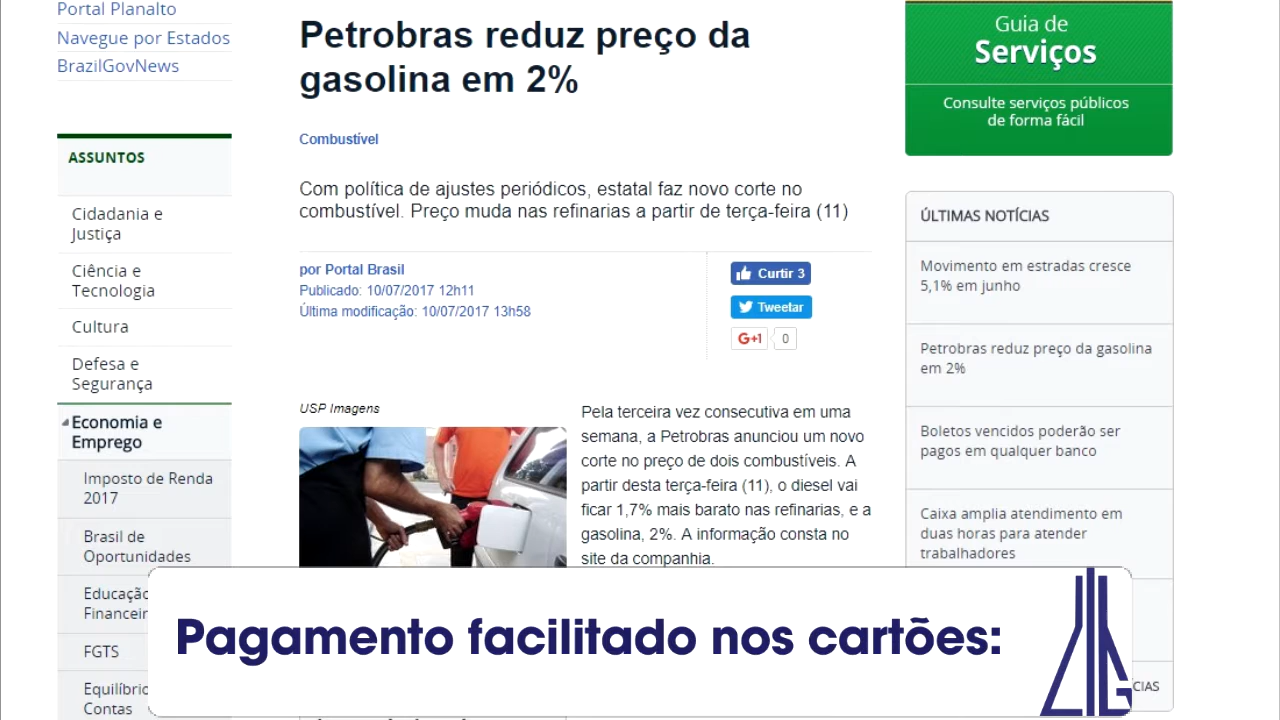 Portal Planalto
Navegue por Estados
BrazilGovNews
ASSUNTOS
Cidadania e
Justiça
Ciência e
Tecnologia
Cultura
Defesa e
Segurança
Economia e
Emprego
Imposto de Renda
2017
Brasil de
Oportunidades
FGTS
Contas
Petrobras reduz preço da
gasolina em 2%
Combustível
Com política de ajustes periódicos, estatal faz novo corte no
combustível. Preço muda nas refinarias a partir de terça-feira (11)
por Portal Brasil
Publicado: 10/07/2017 12h11
Última modificação: 10/07/2017 13h58
Curtir 3
Tweetar
G+1 0
USP Imagens
Pela terceira vez consecutiva em uma
semana, a Petrobras anunciou um novo
corte no preço de dois combustíveis. A
partir desta terça-feira (11), o diesel vai
ficar 1,7% mais barato nas refinarias, e a
gasolina, 2%. A informação consta no
site da companhia.
Guia de
Serviços
Consulte serviços públicos
de forma fácil
ÚLTIMAS NOTÍCIAS
Movimento em estradas cresce
5,1% em junho
Petrobras reduz preço da gasolina
em 2%
Boletos vencidos poderão ser
pagos em qualquer banco
Caixa amplia atendimento em
duas horas para atender
trabalhadores
Pagamento facilitado nos cartões: